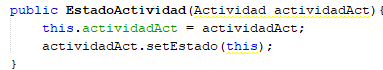 public EstadoActividad(Actividad actividadAct){
this.actividadAct = actividadAct;
actividadAct.setEstado(this);
}